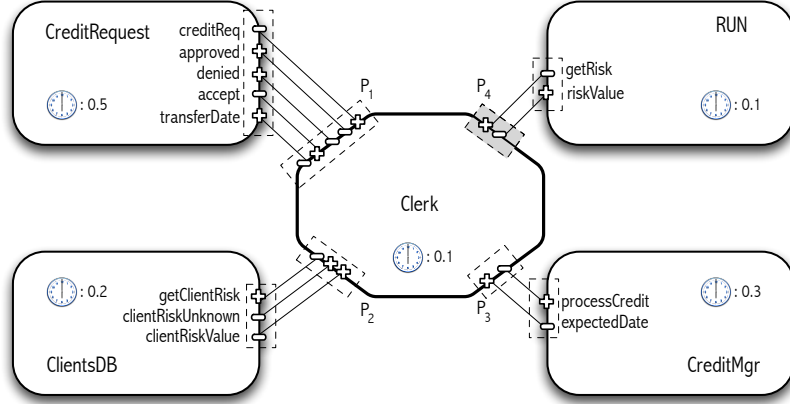 CreditRequest
creditReq
approved
denied
accept
transferDate
: 0.5
P1
P4
RUN
getRisk
riskValue
: 0.1
Clerk
: 0.1
: 0.2
getClientRisk
clientRiskUnknown
clientRiskValue
ClientsDB
P2
P3
: 0.3
processCredit
expectedDate
CreditMgr